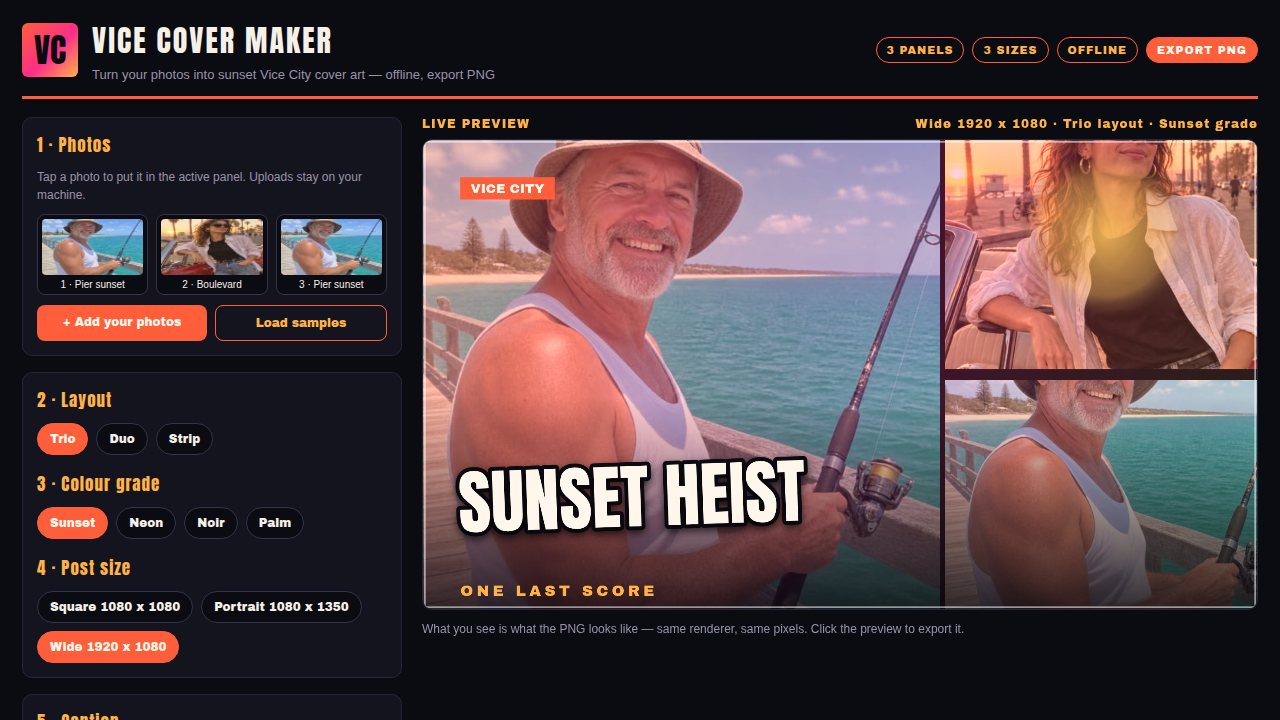 VC
VICE COVER MAKER
Turn your photos into sunset Vice City cover art — offline, export PNG
3 PANELS
3 SIZES
OFFLINE
EXPORT PNG
1 · Photos
Tap a photo to put it in the active panel. Uploads stay on your
machine.
1 · Pier sunset
2 · Boulevard
3 · Pier sunset
+ Add your photos
Load samples
2 · Layout
Trio
Duo
Strip
3 · Colour grade
Sunset
Neon
Noir
Palm
4 · Post size
Square 1080 x 1080
Portrait 1080 x 1350
Wide 1920 x 1080
5 · Caption
LIVE PREVIEW
Wide 1920 x 1080 · Trio layout · Sunset grade
VICE CITY
SUNSET HEIST
ONE LAST SCORE
What you see is what the PNG looks like — same renderer, same pixels. Click the preview to export it.